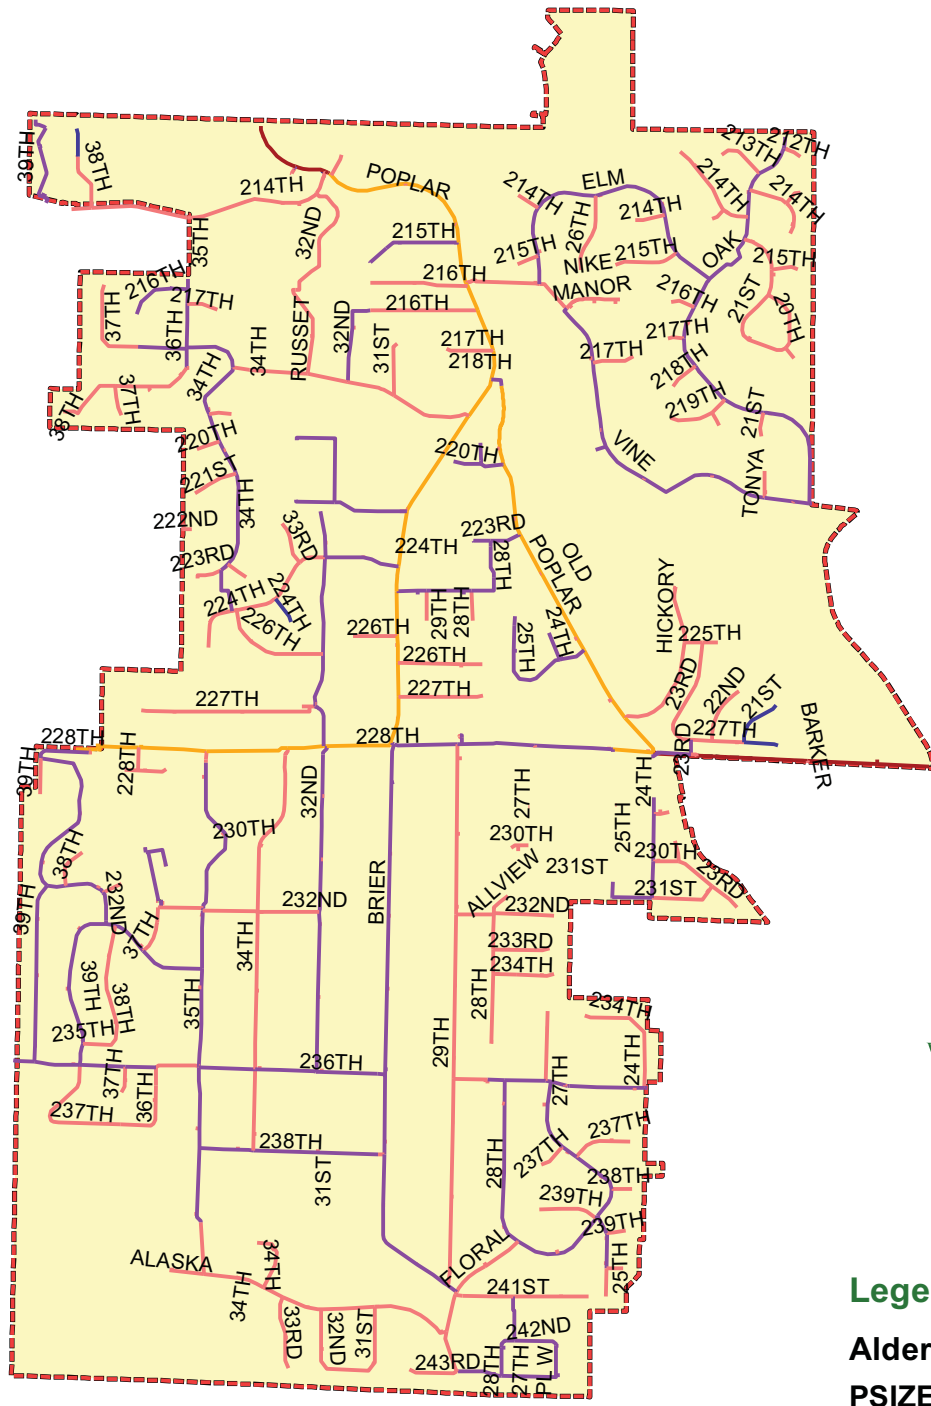 212TH
213TH
39TH
38TH
214TH
POPLAR
214TH
ELM
214TH
214TH
214TH
32ND
26TH
35TH
215TH
215TH
NIKE
215TH
OAK
215TH
216TH
216TH
MANOR
216TH
21ST
20TH
217TH
37TH
36TH
216TH
RUSSET
32ND
31ST
217TH
218TH
217TH
217TH
34TH
34TH
218TH
37TH
38TH
219TH
21ST
220TH
220TH
VINE
221ST
TONYA
34TH
222ND
33RD
223RD
224TH
OLD
POPLAR
223RD
28TH
224TH
224TH
29TH
28TH
HICKORY
226TH
226TH
25TH
24TH
225TH
226TH
23RD
22ND
21ST
227TH
227TH
227TH
BARKER
228TH
228TH
228TH
23RD
39TH
32ND
27TH
24TH
25TH
230TH
230TH
230TH
38TH
231ST
23RD
ALLVIEW
231ST
BRIER
232ND
232ND
232ND
39TH
37TH
34TH
233RD
234TH
39TH
38TH
35TH
28TH
234TH
235TH
29TH
24TH
236TH
37TH
36TH
27TH
237TH
237TH
238TH
237TH
31ST
28TH
238TH
239TH
239TH
ALASKA
34TH
34TH
FLORAL
25TH
241ST
33RD
32ND
31ST
242ND
243RD
28TH
27TH
PL W
Lege
Alder
PSIZE